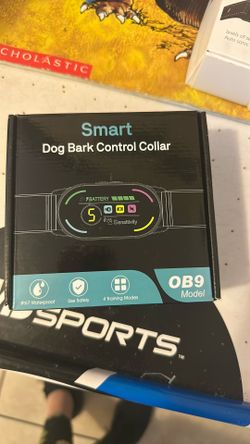 SCHOLASTIC
Smart
Dog Bark Control Collar
BATTERY
5
Sensitivity
IP67 Waterproof
Use Safely
4 Training Modes
OB9
Model
SPORTS